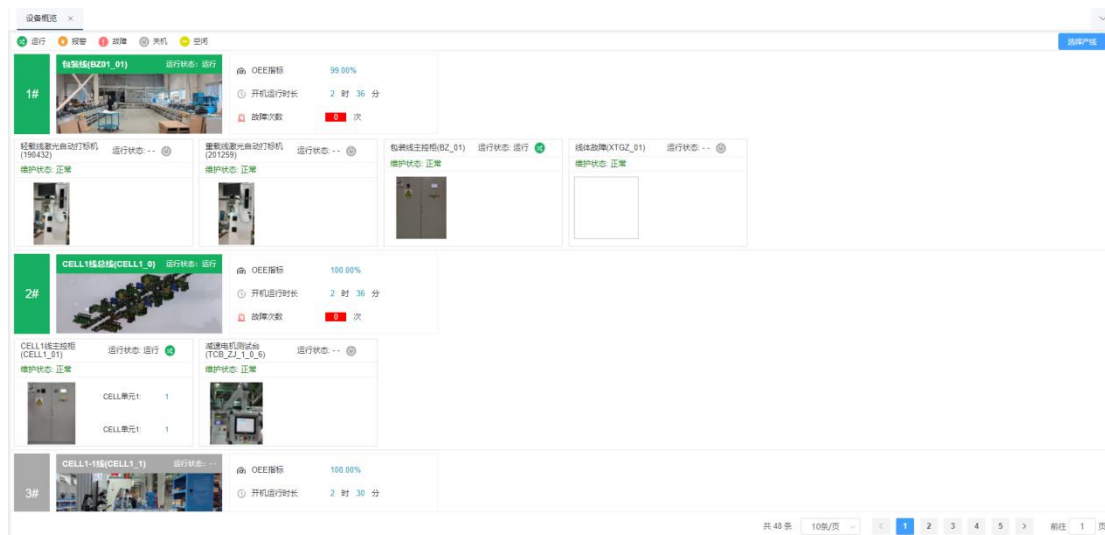 设备概览 ×
运行 报警 故障 关机 空闲 选择产线
1#
包装线(BZ01_01) 运行状态: 运行
OEE指标 99.00%
开机运行时长 2 时 36 分
故障次数 0 次
轻载线激光自动打标机(190432) 运行状态: - -
维护状态: 正常
重载线激光自动打标机(201259) 运行状态: - -
维护状态: 正常
包装线主控柜(BZ_01) 运行状态: 运行
维护状态: 正常
线体故障(XTGZ_01) 运行状态: - -
维护状态: 正常
2#
CELL1线总线(CELL1_0) 运行状态: 运行
OEE指标 100.00%
开机运行时长 2 时 36 分
故障次数 0 次
CELL1线主控柜(CELL1_01) 运行状态: 运行
维护状态: 正常
CELL单元1: 1
CELL单元1: 1
减速电机测试台(TCB_ZJ_1_0_6) 运行状态: - -
维护状态: 正常
3#
CELL1-1线(CELL1_1) 运行状态: - -
OEE指标 100.00%
开机运行时长 2 时 30 分
共 48 条 10条/页 < 1 2 3 4 5 > 前往 1 页